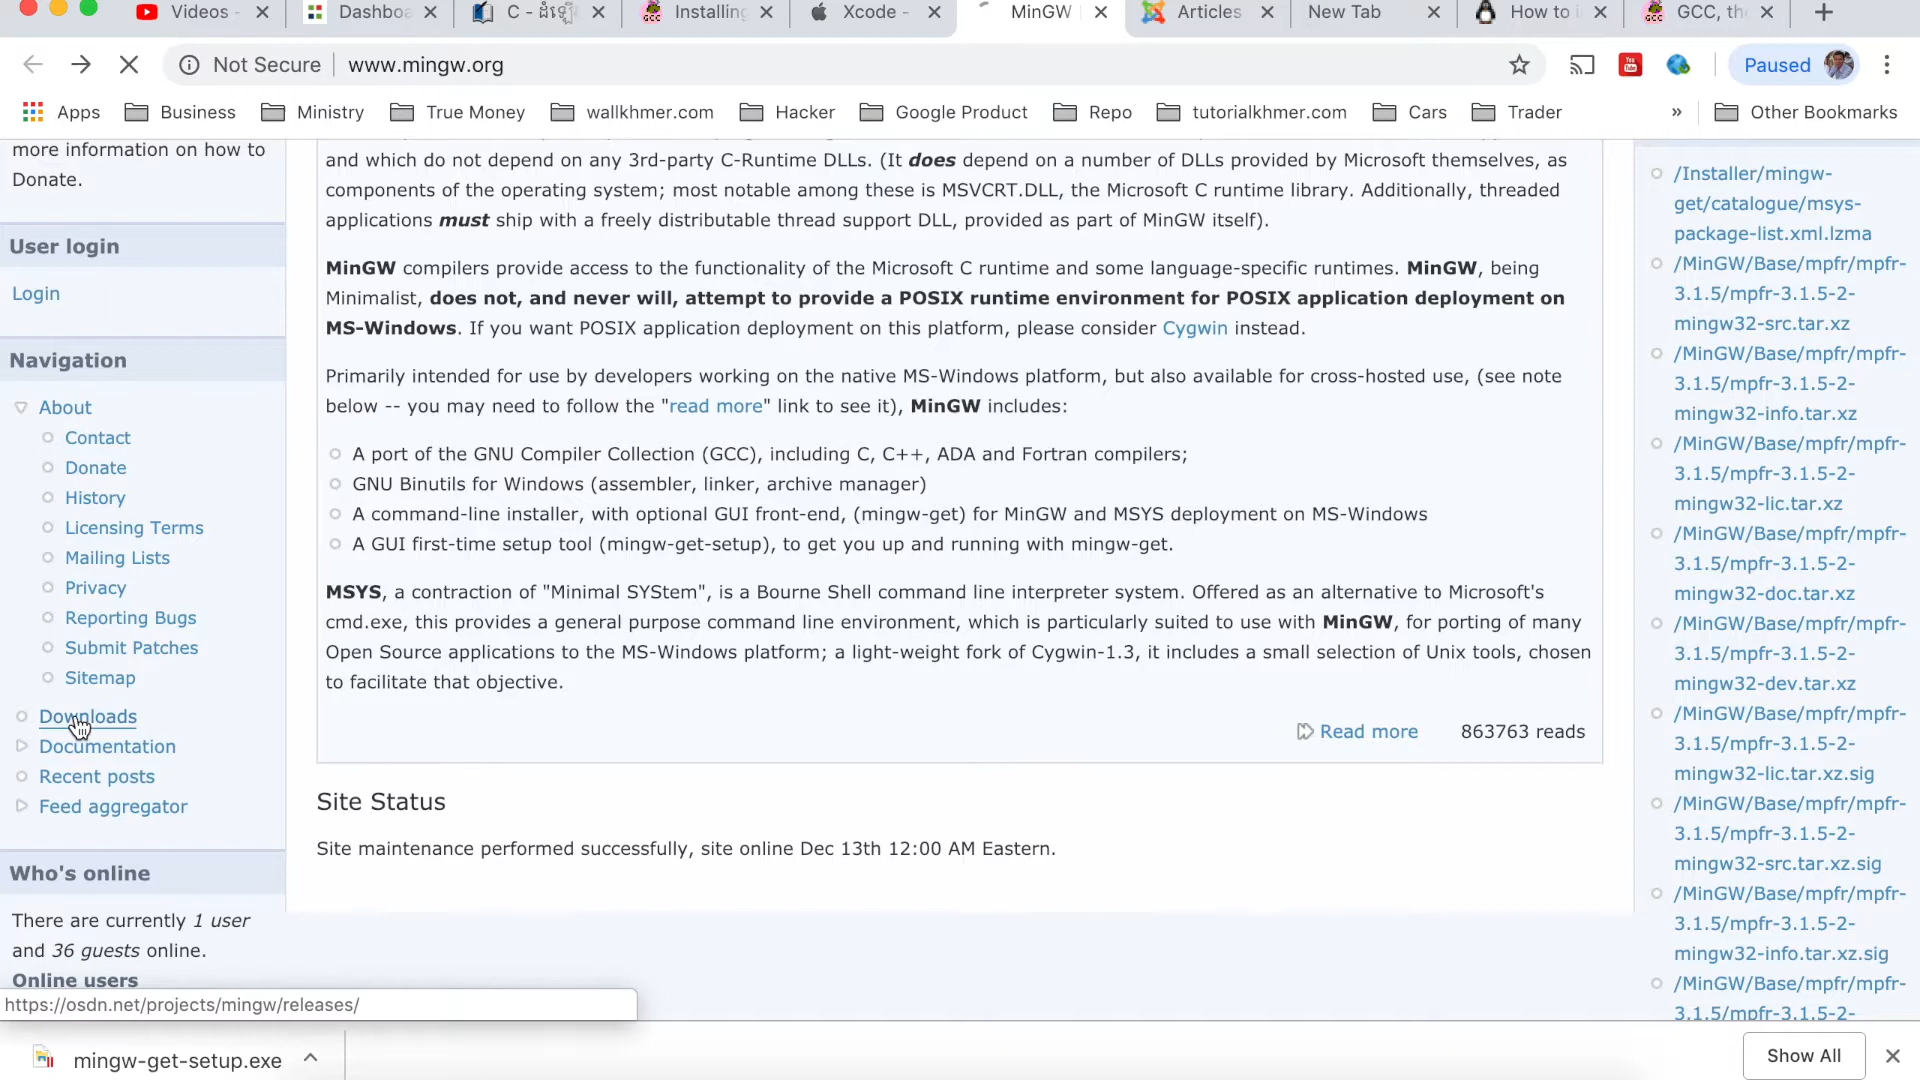 Videos -
Dashbo
C - ដំឡើ
Installing
Xcode -
MinGW
Articles
New Tab
How to i
GCC, th
Not Secure
www.mingw.org
Paused
Apps
Business
Ministry
True Money
wallkhmer.com
Hacker
Google Product
Repo
tutorialkhmer.com
Cars
Trader
»
Other Bookmarks
more information on how to
Donate.
User login
Login
Navigation
About
Contact
Donate
History
Licensing Terms
Mailing Lists
Privacy
Reporting Bugs
Submit Patches
Sitemap
Downloads
Documentation
Recent posts
Feed aggregator
Who's online
There are currently 1 user
and 36 guests online.
Online users
https://osdn.net/projects/mingw/releases/
and which do not depend on any 3rd-party C-Runtime DLLs. (It does depend on a number of DLLs provided by Microsoft themselves, as
components of the operating system; most notable among these is MSVCRT.DLL, the Microsoft C runtime library. Additionally, threaded
applications must ship with a freely distributable thread support DLL, provided as part of MinGW itself).
MinGW compilers provide access to the functionality of the Microsoft C runtime and some language-specific runtimes. MinGW, being
Minimalist, does not, and never will, attempt to provide a POSIX runtime environment for POSIX application deployment on
MS-Windows. If you want POSIX application deployment on this platform, please consider Cygwin instead.
Primarily intended for use by developers working on the native MS-Windows platform, but also available for cross-hosted use, (see note
below -- you may need to follow the "read more" link to see it), MinGW includes:
A port of the GNU Compiler Collection (GCC), including C, C++, ADA and Fortran compilers;
GNU Binutils for Windows (assembler, linker, archive manager)
A command-line installer, with optional GUI front-end, (mingw-get) for MinGW and MSYS deployment on MS-Windows
A GUI first-time setup tool (mingw-get-setup), to get you up and running with mingw-get.
MSYS, a contraction of "Minimal SYStem", is a Bourne Shell command line interpreter system. Offered as an alternative to Microsoft's
cmd.exe, this provides a general purpose command line environment, which is particularly suited to use with MinGW, for porting of many
Open Source applications to the MS-Windows platform; a light-weight fork of Cygwin-1.3, it includes a small selection of Unix tools, chosen
to facilitate that objective.
Read more 863763 reads
Site Status
Site maintenance performed successfully, site online Dec 13th 12:00 AM Eastern.
/Installer/mingw-
get/catalogue/msys-
package-list.xml.lzma
/MinGW/Base/mpfr/mpfr-
3.1.5/mpfr-3.1.5-2-
mingw32-src.tar.xz
/MinGW/Base/mpfr/mpfr-
3.1.5/mpfr-3.1.5-2-
mingw32-info.tar.xz
/MinGW/Base/mpfr/mpfr-
3.1.5/mpfr-3.1.5-2-
mingw32-lic.tar.xz
/MinGW/Base/mpfr/mpfr-
3.1.5/mpfr-3.1.5-2-
mingw32-doc.tar.xz
/MinGW/Base/mpfr/mpfr-
3.1.5/mpfr-3.1.5-2-
mingw32-dev.tar.xz
/MinGW/Base/mpfr/mpfr-
3.1.5/mpfr-3.1.5-2-
mingw32-lic.tar.xz.sig
/MinGW/Base/mpfr/mpfr-
3.1.5/mpfr-3.1.5-2-
mingw32-src.tar.xz.sig
/MinGW/Base/mpfr/mpfr-
3.1.5/mpfr-3.1.5-2-
mingw32-info.tar.xz.sig
/MinGW/Base/mpfr/mpfr-
3.1.5/mpfr-3.1.5-2-
mingw-get-setup.exe
Show All